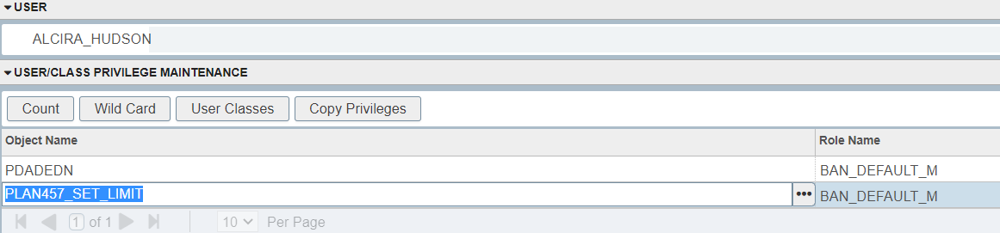 USER
ALCIRA_HUDSON
USER/CLASS PRIVILEGE MAINTENANCE
Count Wild Card User Classes Copy Privileges
Object Name Role Name
PDADEDN BAN_DEFAULT_M
PLAN457_SET_LIMIT ••• BAN_DEFAULT_M
1 of 1 10 Per Page